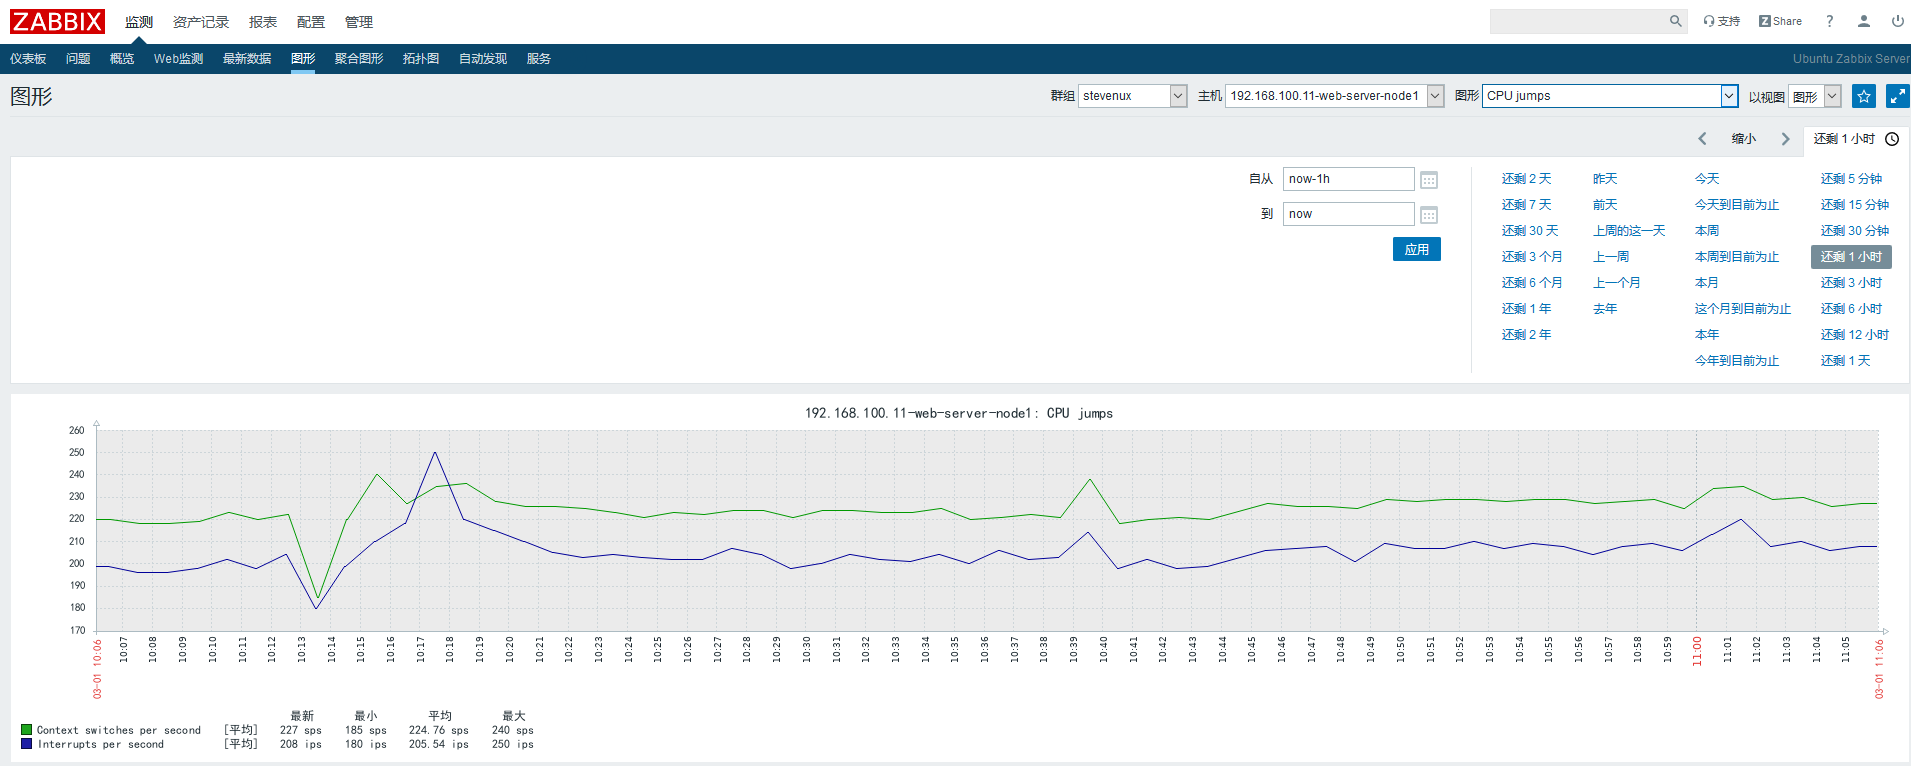 ZABBIX 监测 资产记录 报表 配置 管理 支持 Share ?
仪表板 问题 概览 Web监测 最新数据 图形 聚合图形 拓扑图 自动发现 服务 Ubuntu Zabbix Server
图形 群组 stevenux 主机 192.168.100.11-web-server-node1 图形 CPU jumps 以视图 图形
缩小 还剩 1 小时
自从 now-1h
到 now
应用
还剩 2 天 昨天 今天 还剩 5 分钟
还剩 7 天 前天 今天到目前为止 还剩 15 分钟
还剩 30 天 上周的这一天 本周 还剩 30 分钟
还剩 3 个月 上一周 本周到目前为止 还剩 1 小时
还剩 6 个月 上一个月 本月 还剩 3 小时
还剩 1 年 去年 这个月到目前为止 还剩 6 小时
还剩 2 年 本年 还剩 12 小时
今年到目前为止 还剩 1 天
192.168.100.11-web-server-node1: CPU jumps
260
250
240
230
220
210
200
190
180
170
03-01 10:06 10:07 10:08 10:09 10:10 10:11 10:12 10:13 10:14 10:15 10:16 10:17 10:18 10:19 10:20 10:21 10:22 10:23 10:24 10:25 10:26 10:27 10:28 10:29 10:30 10:31 10:32 10:33 10:34 10:35 10:36 10:37 10:38 10:39 10:40 10:41 10:42 10:43 10:44 10:45 10:46 10:47 10:48 10:49 10:50 10:51 10:52 10:53 10:54 10:55 10:56 10:57 10:58 10:59 11:00 11:01 11:02 11:03 11:04 11:05 03-01 11:06
最新 最小 平均 最大
Context switches per second [平均] 227 sps 185 sps 224.76 sps 240 sps
Interrupts per second [平均] 208 ips 180 ips 205.54 ips 250 ips